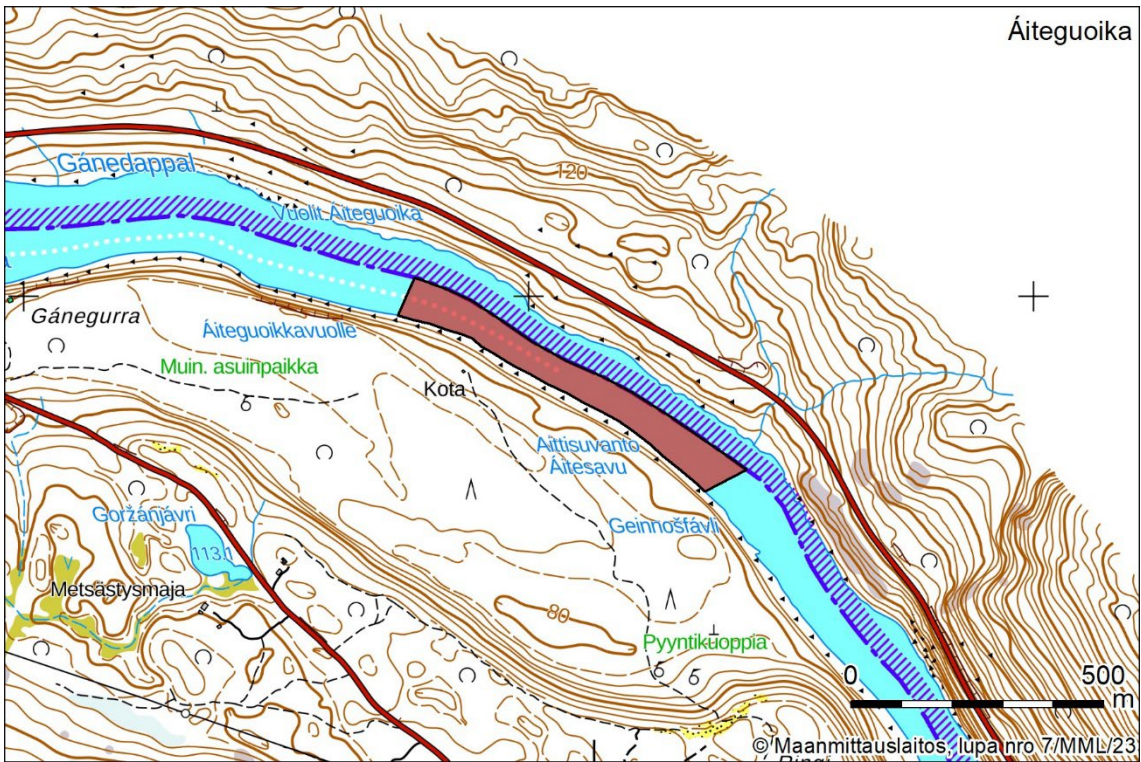 Áiteguoika
Gánedappal
120
Vuolit Áiteguoika
Gánegurra
Áiteguoikkavuolle
Muin. asuinpaikka
Kota
Aittisuvanto
Áitesavu
Goržánjávri
113.1
Geinnošfávli
Metsästysmaja
80
Pyyntikuoppia
0 500
m
© Maanmittauslaitos, lupa nro 7/MML/23